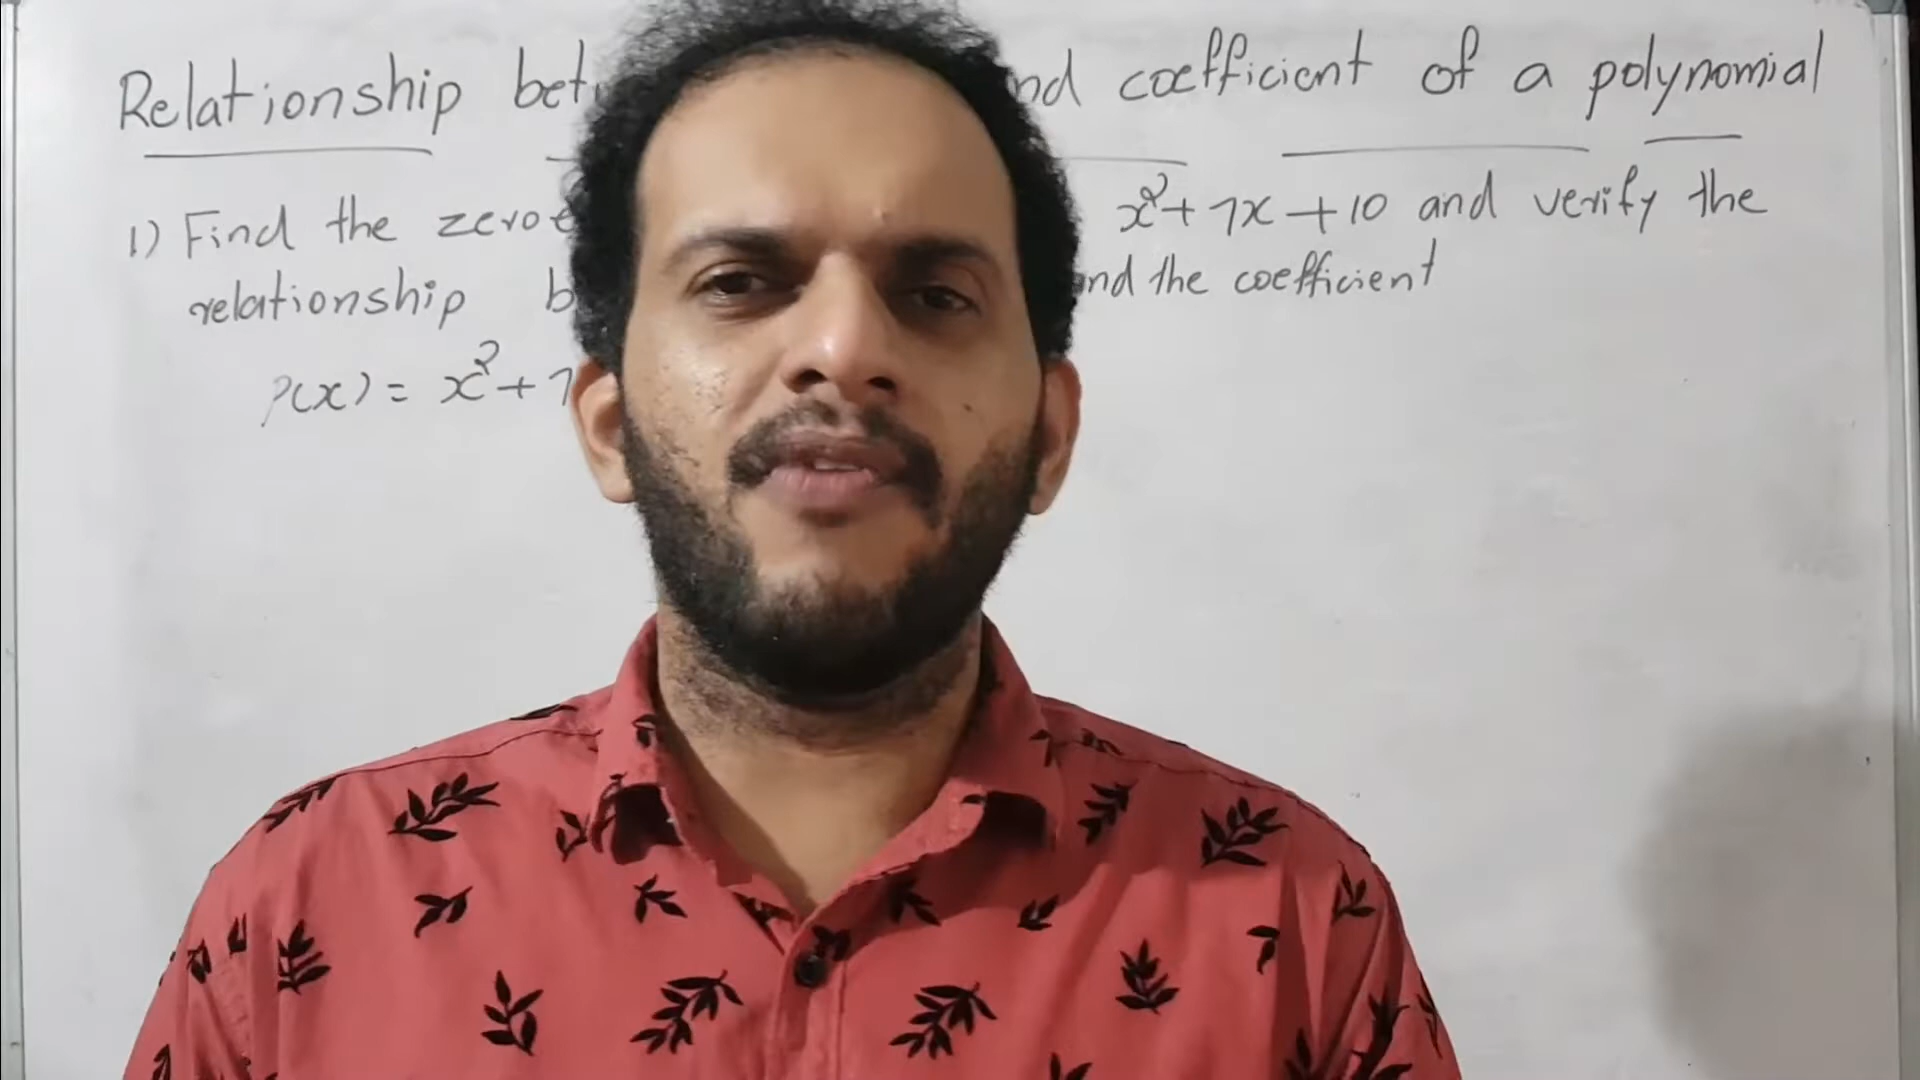 Relationship bet nd coefficient of a polynomial
1) Find the zeroe x²+7x+10 and verify the
relationship b nd the coefficient
P(x) = x²+7